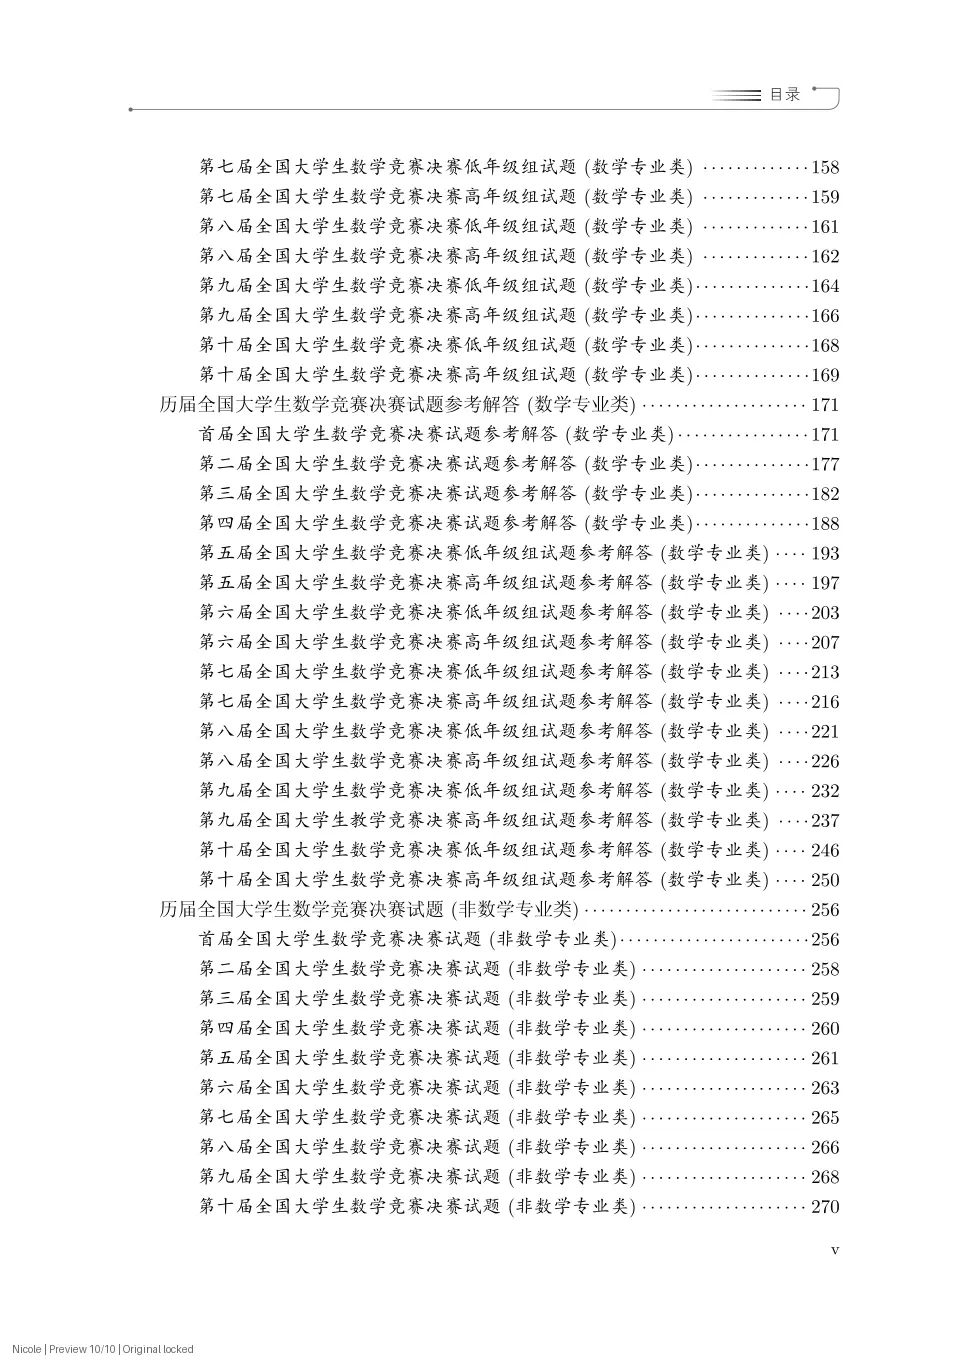 目录
第七届全国大学生数学竞赛决赛低年级组试题 (数学专业类) ·············158
第七届全国大学生数学竞赛决赛高年级组试题 (数学专业类) ·············159
第八届全国大学生数学竞赛决赛低年级组试题 (数学专业类) ·············161
第八届全国大学生数学竞赛决赛高年级组试题 (数学专业类) ·············162
第九届全国大学生数学竞赛决赛低年级组试题 (数学专业类)··············164
第九届全国大学生数学竞赛决赛高年级组试题 (数学专业类)··············166
第十届全国大学生数学竞赛决赛低年级组试题 (数学专业类)··············168
第十届全国大学生数学竞赛决赛高年级组试题 (数学专业类)··············169
历届全国大学生数学竞赛决赛试题参考解答 (数学专业类) ···················· 171
首届全国大学生数学竞赛决赛试题参考解答 (数学专业类)················171
第二届全国大学生数学竞赛决赛试题参考解答 (数学专业类)··············177
第三届全国大学生数学竞赛决赛试题参考解答 (数学专业类)··············182
第四届全国大学生数学竞赛决赛试题参考解答 (数学专业类)··············188
第五届全国大学生数学竞赛决赛低年级组试题参考解答 (数学专业类) ···· 193
第五届全国大学生数学竞赛决赛高年级组试题参考解答 (数学专业类) ···· 197
第六届全国大学生数学竞赛决赛低年级组试题参考解答 (数学专业类) ····203
第六届全国大学生数学竞赛决赛高年级组试题参考解答 (数学专业类) ····207
第七届全国大学生数学竞赛决赛低年级组试题参考解答 (数学专业类) ····213
第七届全国大学生数学竞赛决赛高年级组试题参考解答 (数学专业类) ····216
第八届全国大学生数学竞赛决赛低年级组试题参考解答 (数学专业类) ····221
第八届全国大学生数学竞赛决赛高年级组试题参考解答 (数学专业类) ····226
第九届全国大学生数学竞赛决赛低年级组试题参考解答 (数学专业类) ···· 232
第九届全国大学生教学竞赛决赛高年级组试题参考解答 (数学专业类) ····237
第十届全国大学生数学竞赛决赛低年级组试题参考解答 (数学专业类) ···· 246
第十届全国大学生数学竞赛决赛高年级组试题参考解答 (数学专业类) ···· 250
历届全国大学生数学竞赛决赛试题 (非数学专业类) ··························· 256
首届全国大学生数学竞赛决赛试题 (非数学专业类)·······················256
第二届全国大学生数学竞赛决赛试题 (非数学专业类) ···················· 258
第三届全国大学生数学竞赛决赛试题 (非数学专业类) ···················· 259
第四届全国大学生数学竞赛决赛试题 (非数学专业类) ···················· 260
第五届全国大学生数学竞赛决赛试题 (非数学专业类) ···················· 261
第六届全国大学生数学竞赛决赛试题 (非数学专业类) ···················· 263
第七届全国大学生数学竞赛决赛试题 (非数学专业类) ···················· 265
第八届全国大学生数学竞赛决赛试题 (非数学专业类) ···················· 266
第九届全国大学生数学竞赛决赛试题 (非数学专业类) ···················· 268
第十届全国大学生数学竞赛决赛试题 (非数学专业类) ···················· 270
v
Nicole | Preview 10/10 | Original locked